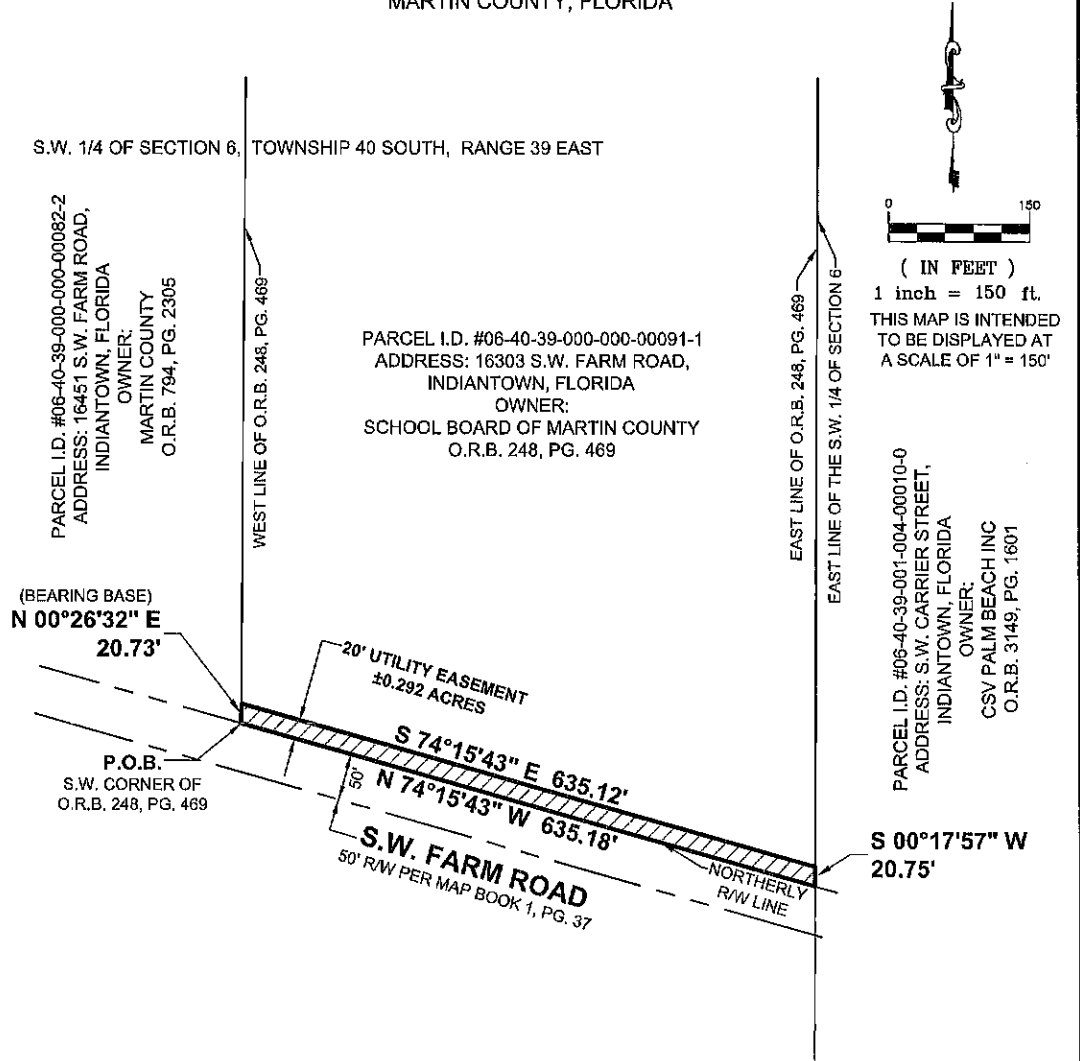 MARTIN COUNTY, FLORIDA
S.W. 1/4 OF SECTION 6, TOWNSHIP 40 SOUTH, RANGE 39 EAST
0 150
( IN FEET )
1 inch = 150 ft.
THIS MAP IS INTENDED
TO BE DISPLAYED AT
A SCALE OF 1" = 150'
PARCEL I.D. #06-40-39-000-000-00082-2
ADDRESS: 16451 S.W. FARM ROAD,
INDIANTOWN, FLORIDA
OWNER:
MARTIN COUNTY
O.R.B. 794, PG. 2305
WEST LINE OF O.R.B. 248, PG. 469
PARCEL I.D. #06-40-39-000-000-00091-1
ADDRESS: 16303 S.W. FARM ROAD,
INDIANTOWN, FLORIDA
OWNER:
SCHOOL BOARD OF MARTIN COUNTY
O.R.B. 248, PG. 469
EAST LINE OF O.R.B. 248, PG. 469
EAST LINE OF THE S.W. 1/4 OF SECTION 6
PARCEL I.D. #06-40-39-001-004-00010-0
ADDRESS: S.W. CARRIER STREET,
INDIANTOWN, FLORIDA
OWNER:
CSV PALM BEACH INC
O.R.B. 3149, PG. 1601
(BEARING BASE)
N 00°26'32" E
20.73'
20' UTILITY EASEMENT
±0.292 ACRES
S 74°15'43" E 635.12'
P.O.B.
S.W. CORNER OF
O.R.B. 248, PG. 469
50'
N 74°15'43" W 635.18'
S.W. FARM ROAD
50' R/W PER MAP BOOK 1, PG. 37
NORTHERLY
R/W LINE
S 00°17'57" W
20.75'